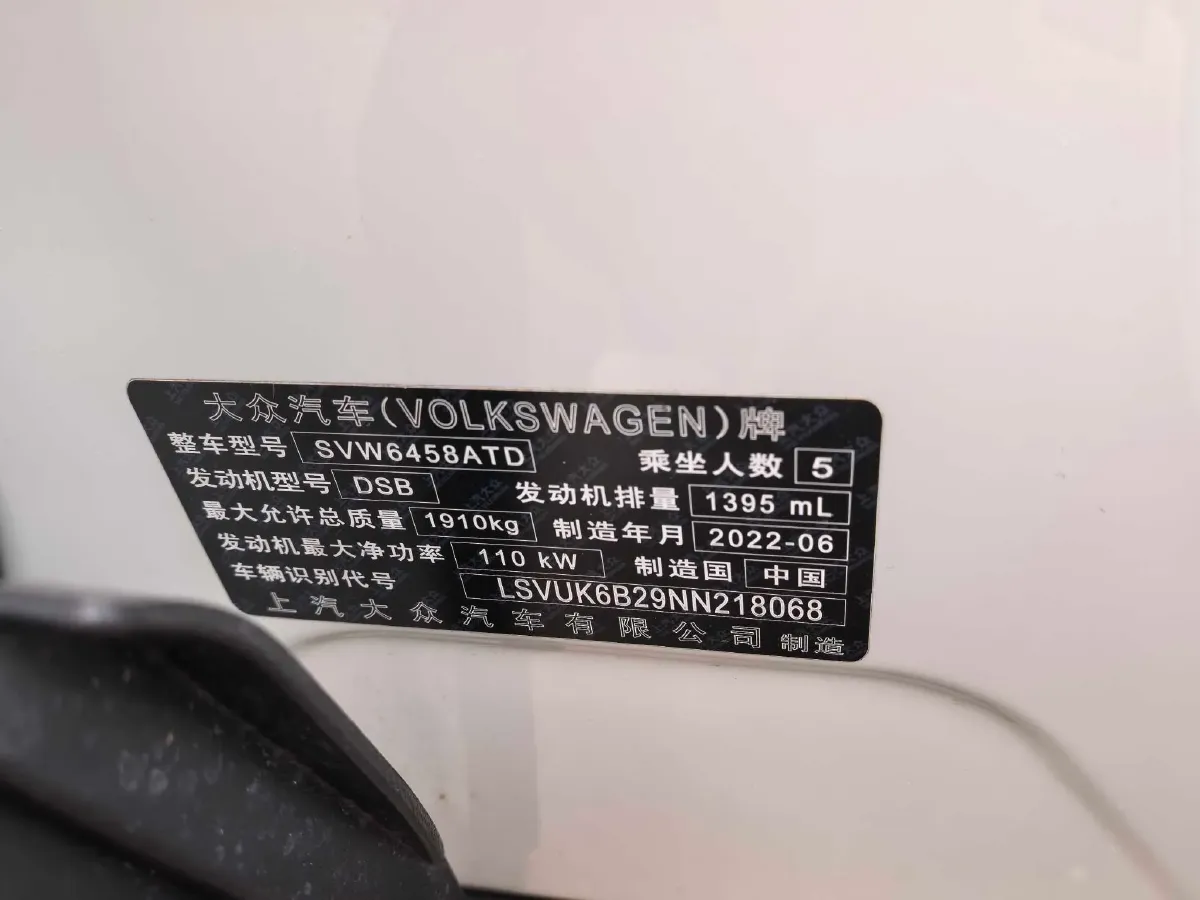 大众汽车(VOLKSWAGEN)牌
整车型号 SVW6458ATD 乘坐人数 5
发动机型号 DSB 发动机排量 1395 mL
最大允许总质量 1910kg 制造年月 2022-06
发动机最大净功率 110 kW 制造国 中国
车辆识别代号 LSVUK6B29NN218068
上汽大众汽车有限公司 制造